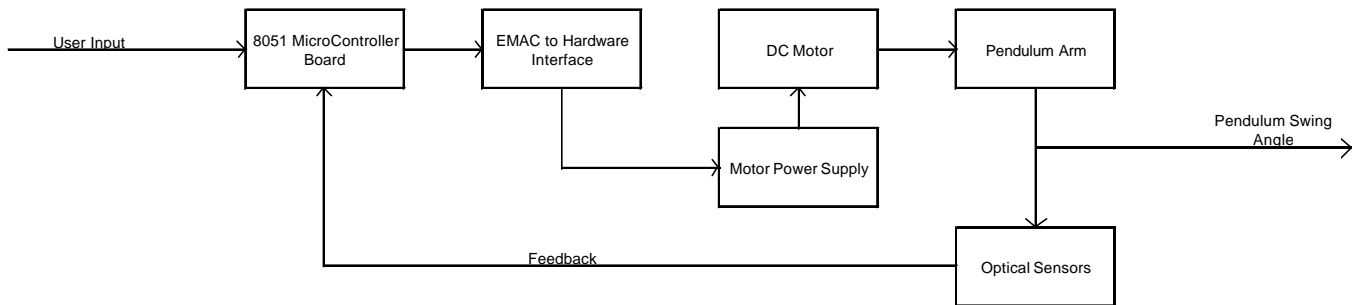 User Input
8051 MicroController
Board
EMAC to Hardware
Interface
DC Motor
Pendulum Arm
Pendulum Swing
Angle
Motor Power Supply
Feedback
Optical Sensors